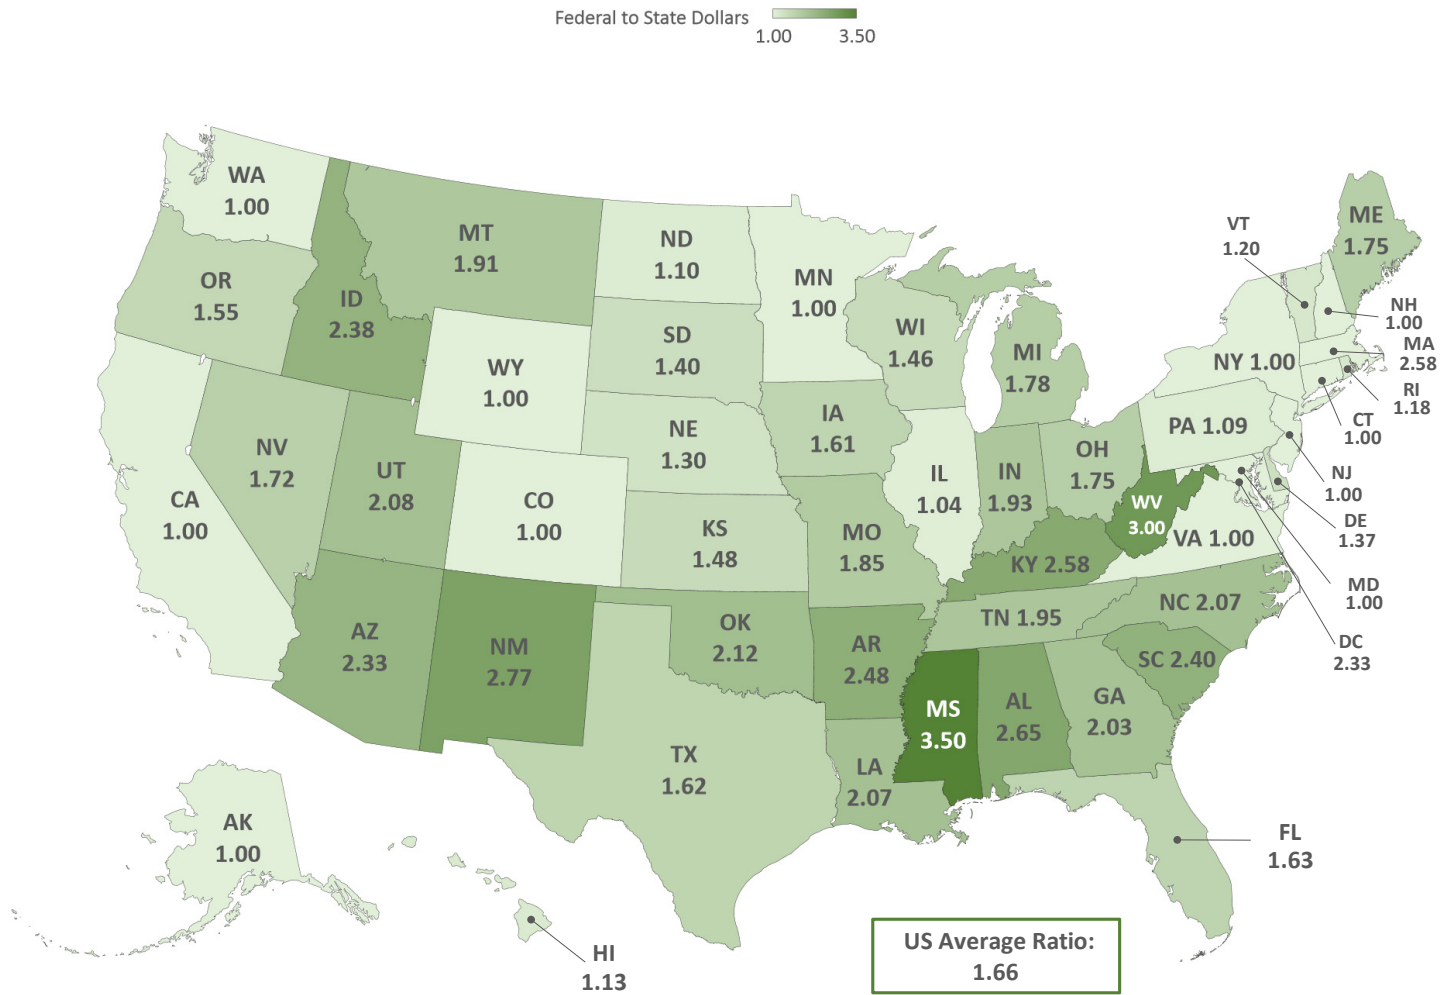 Federal to State Dollars
1.00 3.50
WA
1.00
MT
1.91
ND
1.10
MN
1.00
ME
1.75
VT
1.20
OR
1.55
ID
2.38
SD
1.40
WI
1.46
MI
1.78
NY 1.00
NH
1.00
MA
2.58
RI
1.18
CT
1.00
WY
1.00
NE
1.30
IA
1.61
PA 1.09
NJ
1.00
NV
1.72
UT
2.08
CA
1.00
CO
1.00
KS
1.48
MO
1.85
IL
1.04
IN
1.93
OH
1.75
WV
3.00
VA 1.00
DE
1.37
MD
1.00
DC
2.33
KY 2.58
TN 1.95
NC 2.07
SC 2.40
AZ
2.33
NM
2.77
OK
2.12
AR
2.48
MS
3.50
AL
2.65
GA
2.03
TX
1.62
LA
2.07
FL
1.63
AK
1.00
HI
1.13
US Average Ratio:
1.66